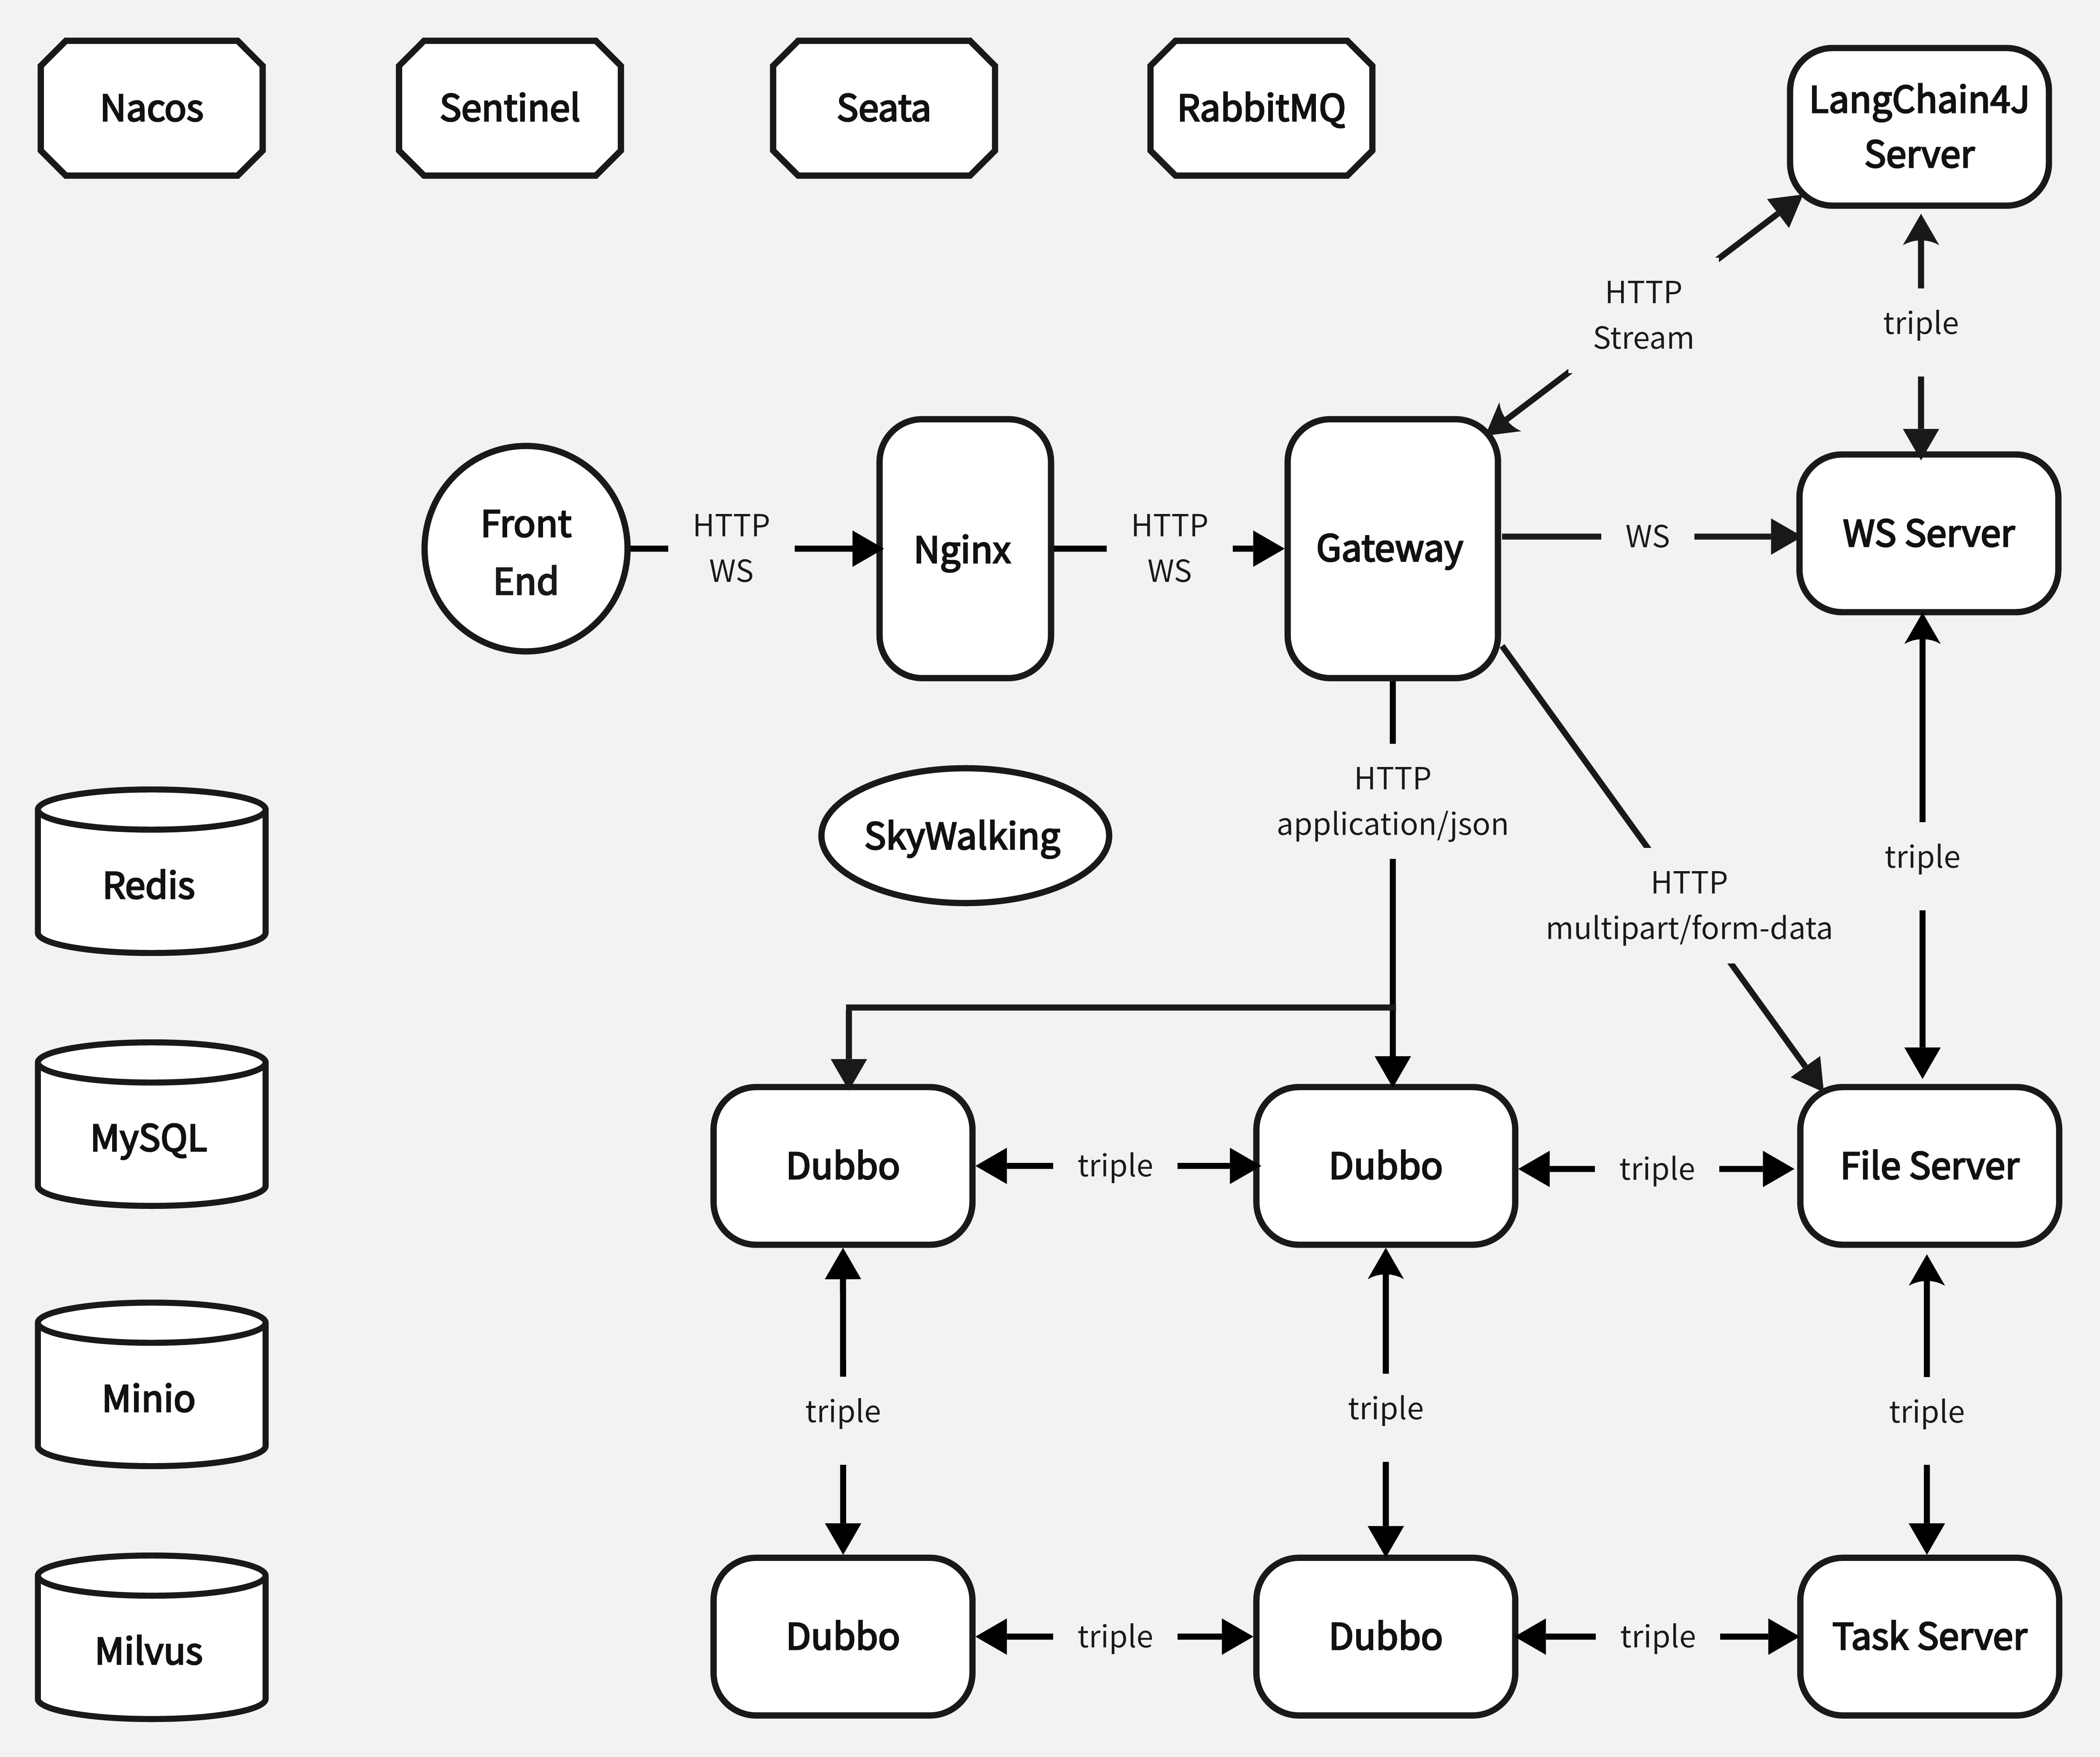 Nacos
Sentinel
Seata
RabbitMQ
LangChain4J
Server
HTTP
Stream
triple
Front
End
HTTP
WS
Nginx
HTTP
WS
Gateway
WS
WS Server
SkyWalking
HTTP
application/json
HTTP
multipart/form-data
triple
Redis
MySQL
Minio
Milvus
Dubbo
triple
Dubbo
triple
File Server
triple
triple
triple
Dubbo
triple
Dubbo
triple
Task Server